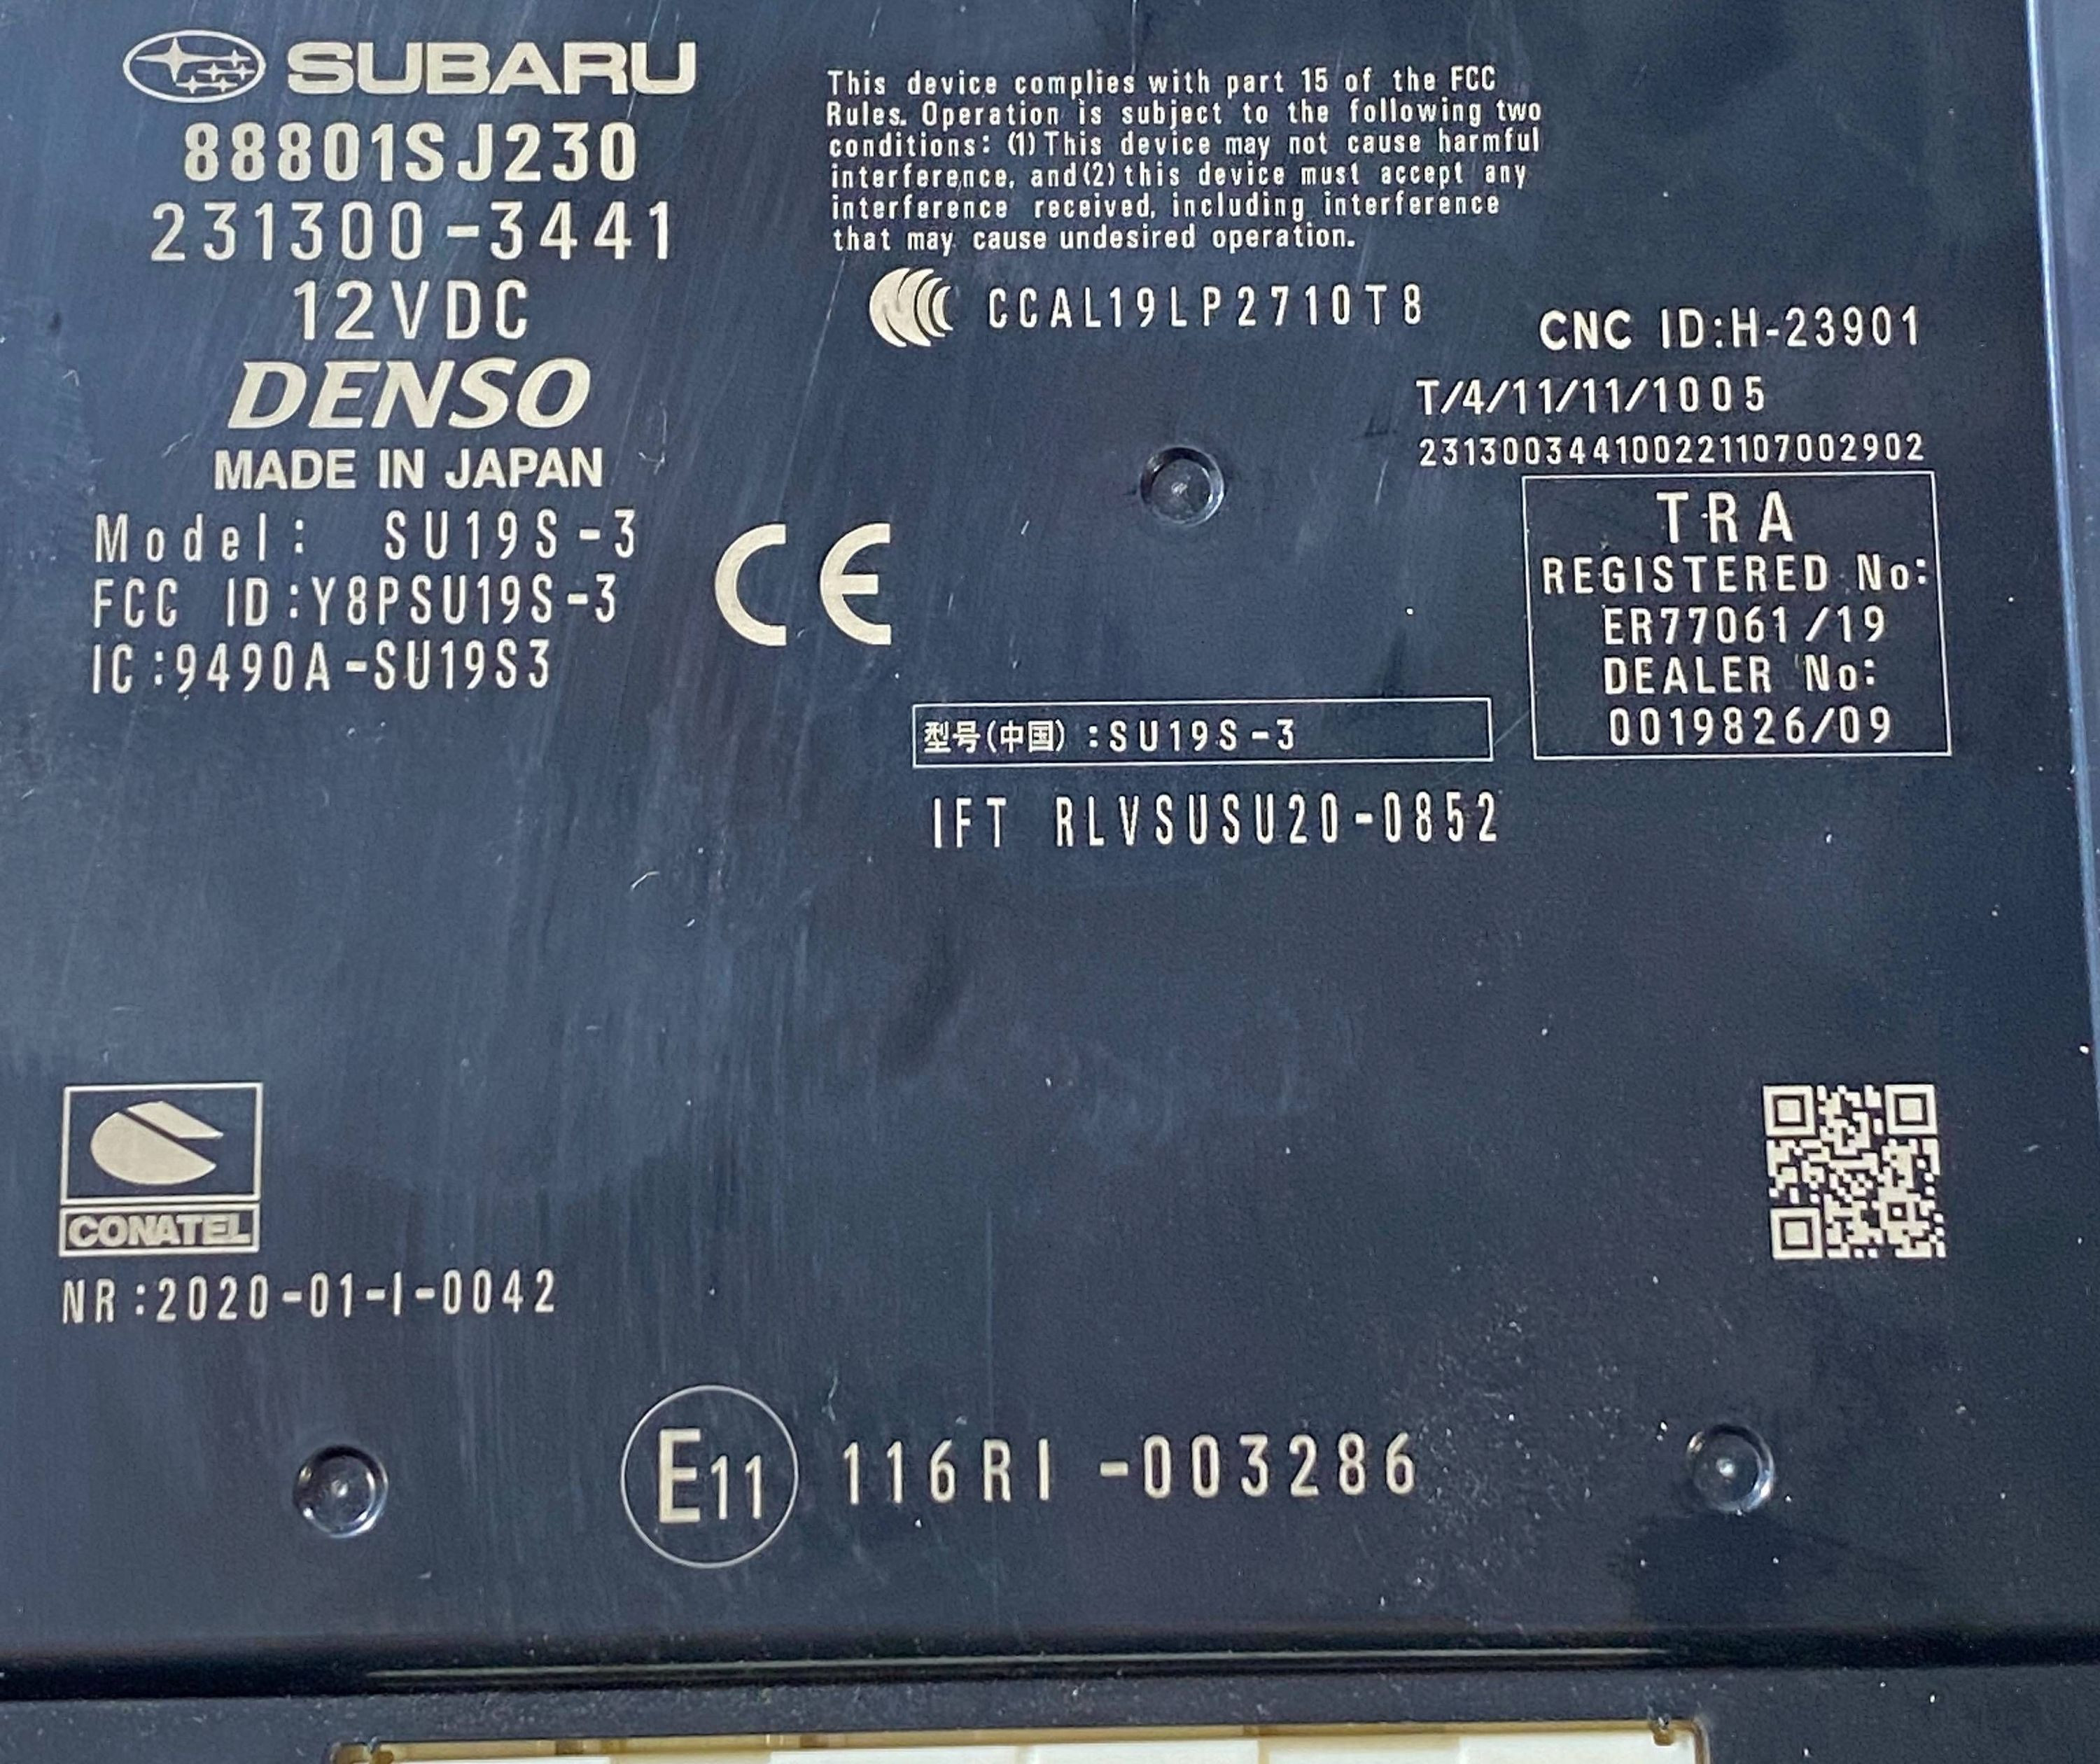 SUBARU
88801SJ230
231300-3441
12VDC
DENSO
MADE IN JAPAN
Model: SU19S-3
FCC ID:Y8PSU19S-3
IC:9490A-SU19S3
This device complies with part 15 of the FCC
Rules. Operation is subject to the following two
conditions: (1) This device may not cause harmful
interference, and (2) this device must accept any
interference received, including interference
that may cause undesired operation.
CCAL19LP2710T8
CNC ID:H-23901
T/4/11/11/1005
231300344100221107002902
CE
TRA
REGISTERED No:
ER77061/19
DEALER No:
0019826/09
型号(中国):SU19S-3
IFT RLVSUSU20-0852
CONATEL
NR:2020-01-I-0042
E11 116RI-003286